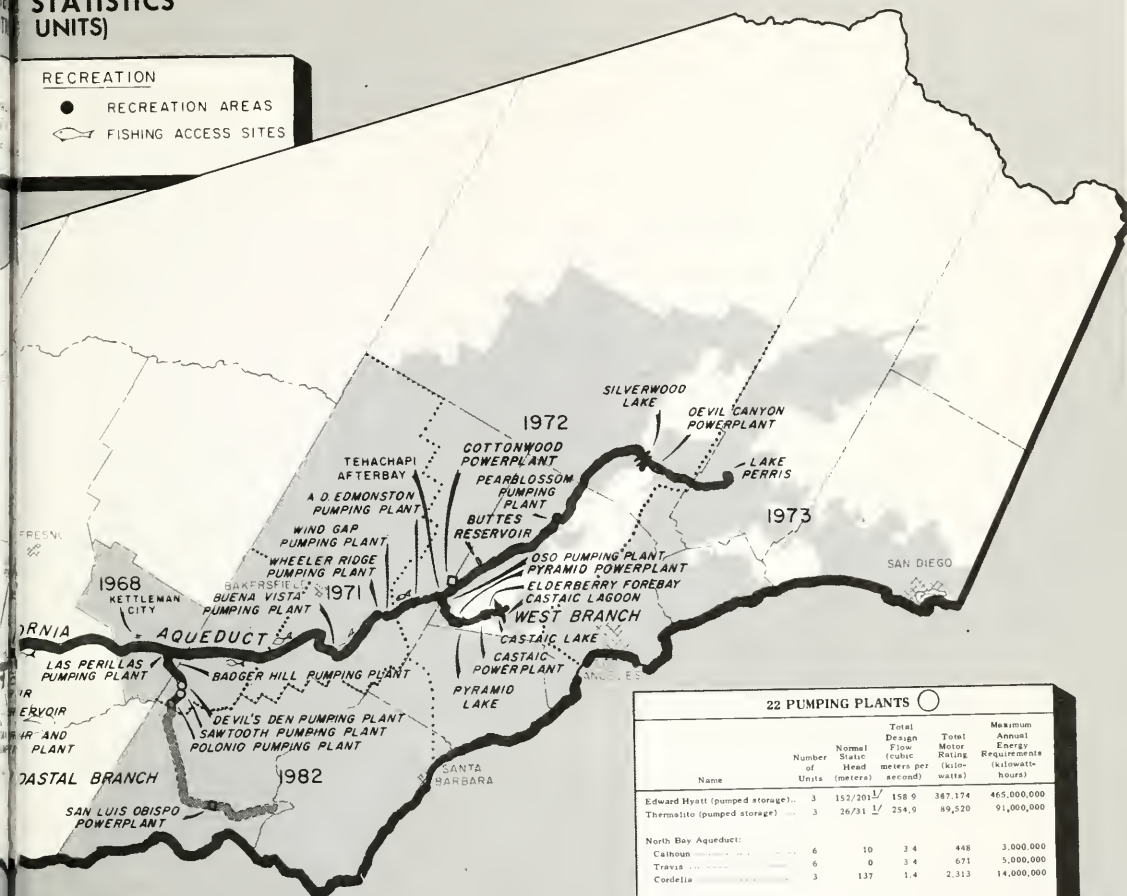 STATISTICS
UNITS)
RECREATION
RECREATION AREAS
FISHING ACCESS SITES
SILVERWOOD
LAKE
DEVIL CANYON
POWERPLANT
1972
COTTONWOOD
POWERPLANT
TEHACHAPI
AFTERBAY
PEARBLOSSOM
PUMPING
PLANT
LAKE
PERRIS
A.D. EDMONSTON
PUMPING PLANT
BUTTES
RESERVOIR
1973
WIND GAP
PUMPING PLANT
OSO PUMPING PLANT
PYRAMID POWERPLANT
WHEELER RIDGE
PUMPING PLANT
ELDERBERRY FOREBAY
CASTAIC LAGOON
SAN DIEGO
1968
KETTLEMAN
CITY
BAKERSFIELD
1971
BUENA VISTA
PUMPING PLANT
WEST BRANCH
AQUEDUCT
CASTAIC LAKE
CASTAIC
POWERPLANT
LAS PERILLAS
PUMPING PLANT
BADGER HILL PUMPING PLANT
PYRAMID
LAKE
DEVIL'S DEN PUMPING PLANT
SAWTOOTH PUMPING PLANT
POLONIO PUMPING PLANT
PLANT
BRANCH
1982
SANTA
BARBARA
SAN LUIS OBISPO
POWERPLANT
22 PUMPING PLANTS
Name Number of Units Normal Static Head (meters) Total Design Flow (cubic meters per second) Total Motor Rating (kilowatts) Maximum Annual Energy Requirements (kilowatt-hours)
Edward Hyatt (pumped storage).. 3 152/201 1/ 158.9 387,174 465,000,000
Thermalito (pumped storage) ... 3 26/31 1/ 254.9 89,520 91,000,000
North Bay Aqueduct:
Calhoun 6 10 3.4 448 3,000,000
Travis 6 0 3.4 671 5,000,000
Cordelia 3 137 1.4 2,313 14,000,000